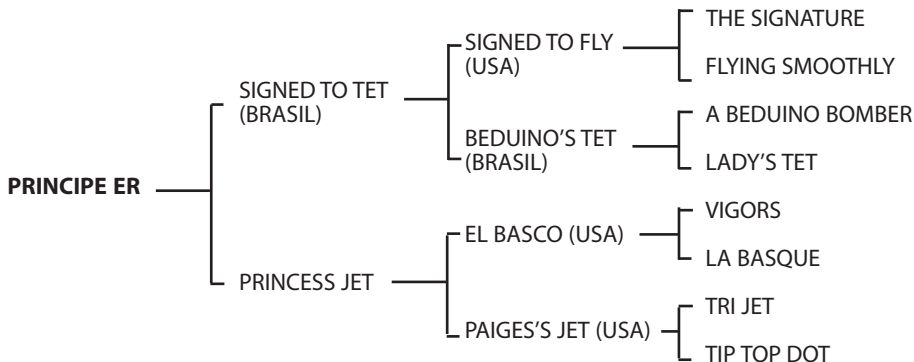 THE SIGNATURE
SIGNED TO FLY
(USA)
FLYING SMOOTHLY
SIGNED TO TET
(BRASIL)
A BEDUINO BOMBER
BEDUINO’S TET
(BRASIL)
LADY’S TET
PRINCIPE ER
VIGORS
EL BASCO (USA)
LA BASQUE
PRINCESS JET
TRI JET
PAIGES’S JET (USA)
TIP TOP DOT